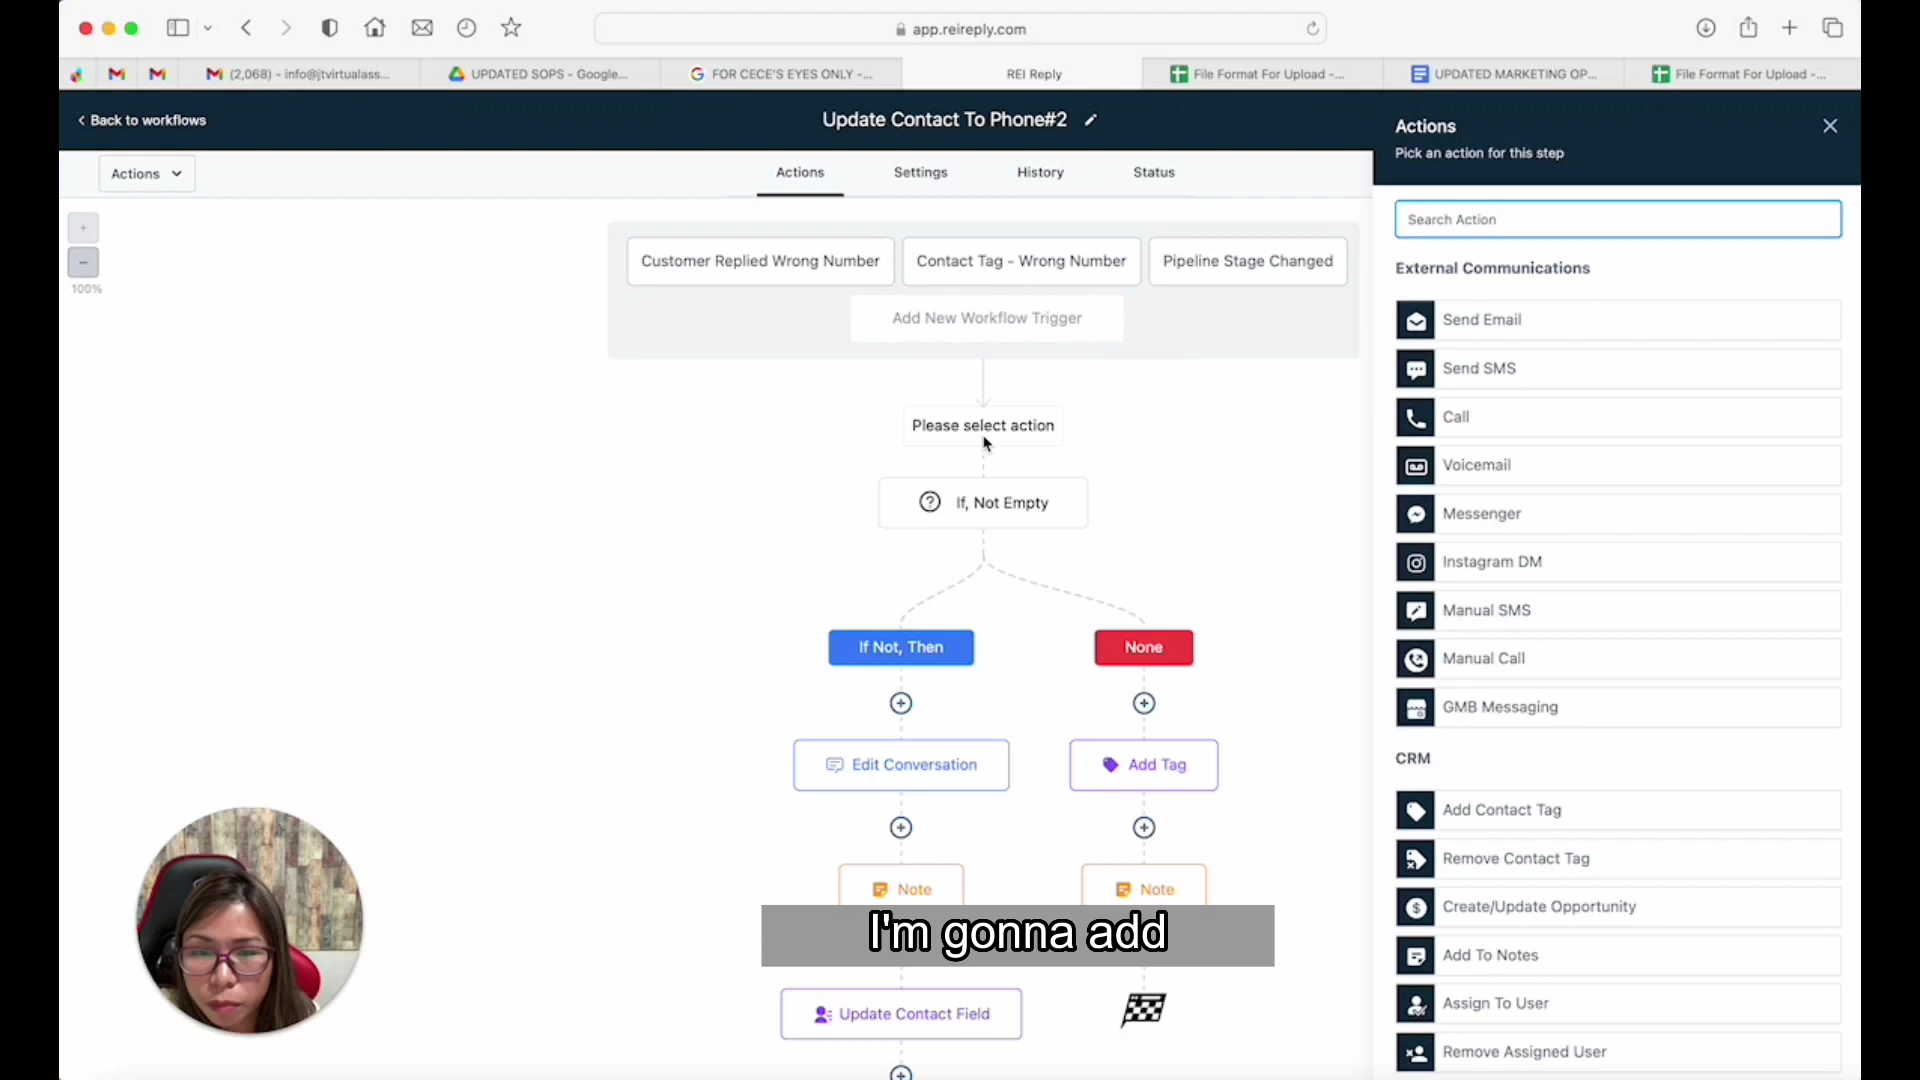 app.reireply.com
(2,068) - info@jtvirtualass...
UPDATED SOPS - Google...
FOR CECE'S EYES ONLY -...
REI Reply
File Format For Upload -...
UPDATED MARKETING OP...
File Format For Upload -...
Back to workflows
Update Contact To Phone#2
Actions
Actions
Settings
History
Status
+
−
100%
Customer Replied Wrong Number
Contact Tag - Wrong Number
Pipeline Stage Changed
Add New Workflow Trigger
Please select action
If, Not Empty
If Not, Then
None
Edit Conversation
Add Tag
Note
Note
I'm gonna add
Update Contact Field
Actions
Pick an action for this step
Search Action
External Communications
Send Email
Send SMS
Call
Voicemail
Messenger
Instagram DM
Manual SMS
Manual Call
GMB Messaging
CRM
Add Contact Tag
Remove Contact Tag
Create/Update Opportunity
Add To Notes
Assign To User
Remove Assigned User